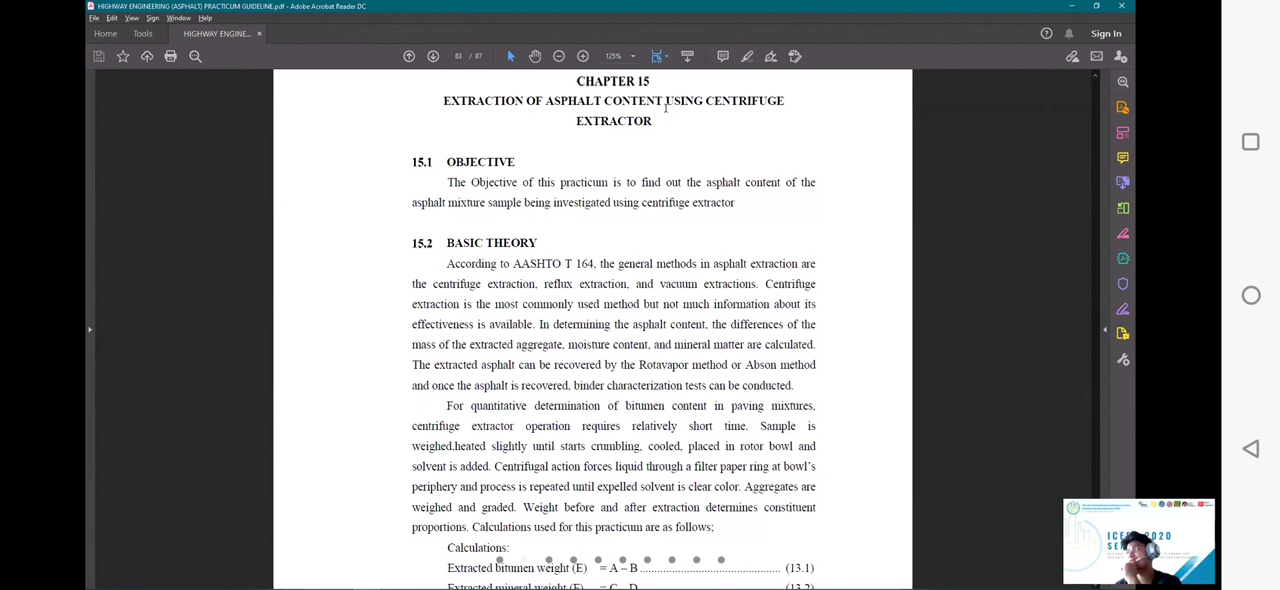 HIGHWAY ENGINEERING (ASPHALT) PRACTICUM GUIDELINE.pdf - Adobe Acrobat Reader DC
File Edit View Sign Window Help
Home Tools HIGHWAY ENGINE... × Sign In
83 / 87 125%
CHAPTER 15
EXTRACTION OF ASPHALT CONTENT USING CENTRIFUGE
EXTRACTOR
15.1 OBJECTIVE
The Objective of this practicum is to find out the asphalt content of the
asphalt mixture sample being investigated using centrifuge extractor
15.2 BASIC THEORY
According to AASHTO T 164, the general methods in asphalt extraction are
the centrifuge extraction, reflux extraction, and vacuum extractions. Centrifuge
extraction is the most commonly used method but not much information about its
effectiveness is available. In determining the asphalt content, the differences of the
mass of the extracted aggregate, moisture content, and mineral matter are calculated.
The extracted asphalt can be recovered by the Rotavapor method or Abson method
and once the asphalt is recovered, binder characterization tests can be conducted.
For quantitative determination of bitumen content in paving mixtures,
centrifuge extractor operation requires relatively short time. Sample is
weighed.heated slightly until starts crumbling, cooled, placed in rotor bowl and
solvent is added. Centrifugal action forces liquid through a filter paper ring at bowl's
periphery and process is repeated until expelled solvent is clear color. Aggregates are
weighed and graded. Weight before and after extraction determines constituent
proportions. Calculations used for this practicum are as follows;
Calculations:
Extracted bitumen weight (E) = A – B ............................................... (13.1)
Extracted mineral weight (F) = C – D ............................................... (13.2)
2020